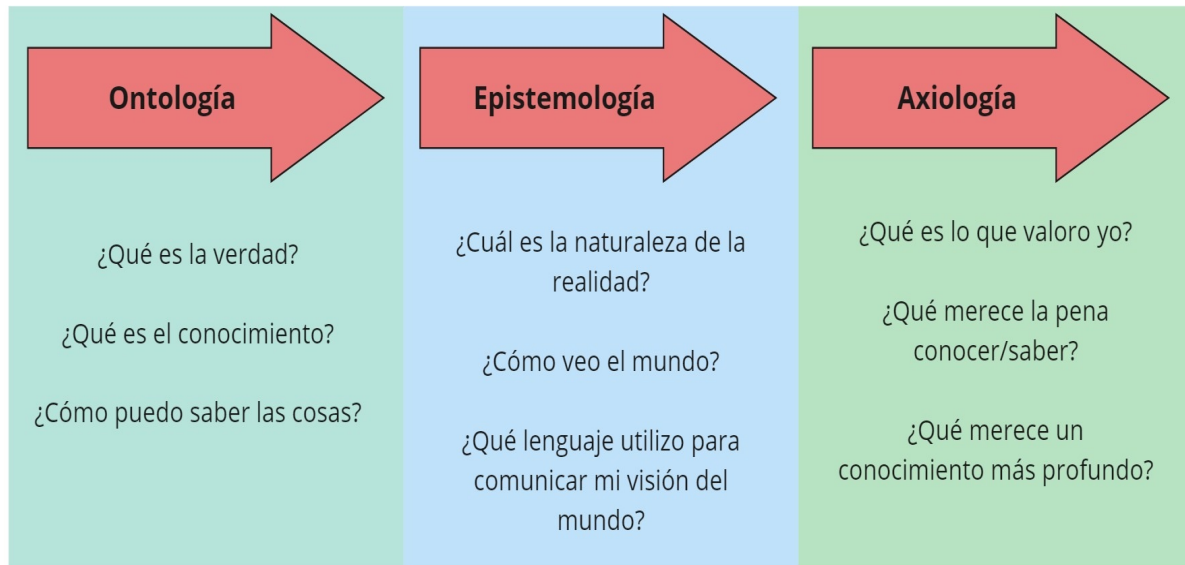 Ontología
¿Qué es la verdad?
¿Qué es el conocimiento?
¿Cómo puedo saber las cosas?
Epistemología
¿Cuál es la naturaleza de la
realidad?
¿Cómo veo el mundo?
¿Qué lenguaje utilizo para
comunicar mi visión del
mundo?
Axiología
¿Qué es lo que valoro yo?
¿Qué merece la pena
conocer/saber?
¿Qué merece un
conocimiento más profundo?